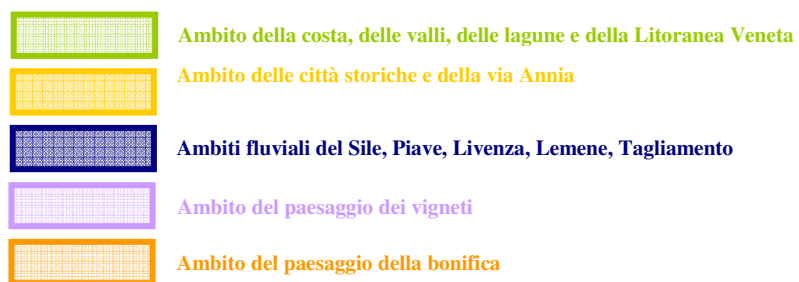 Ambito della costa, delle valli, delle lagune e della Litoranea Veneta
Ambito delle città storiche e della via Annia
Ambiti fluviali del Sile, Piave, Livenza, Lemene, Tagliamento
Ambito del paesaggio dei vigneti
Ambito del paesaggio della bonifica